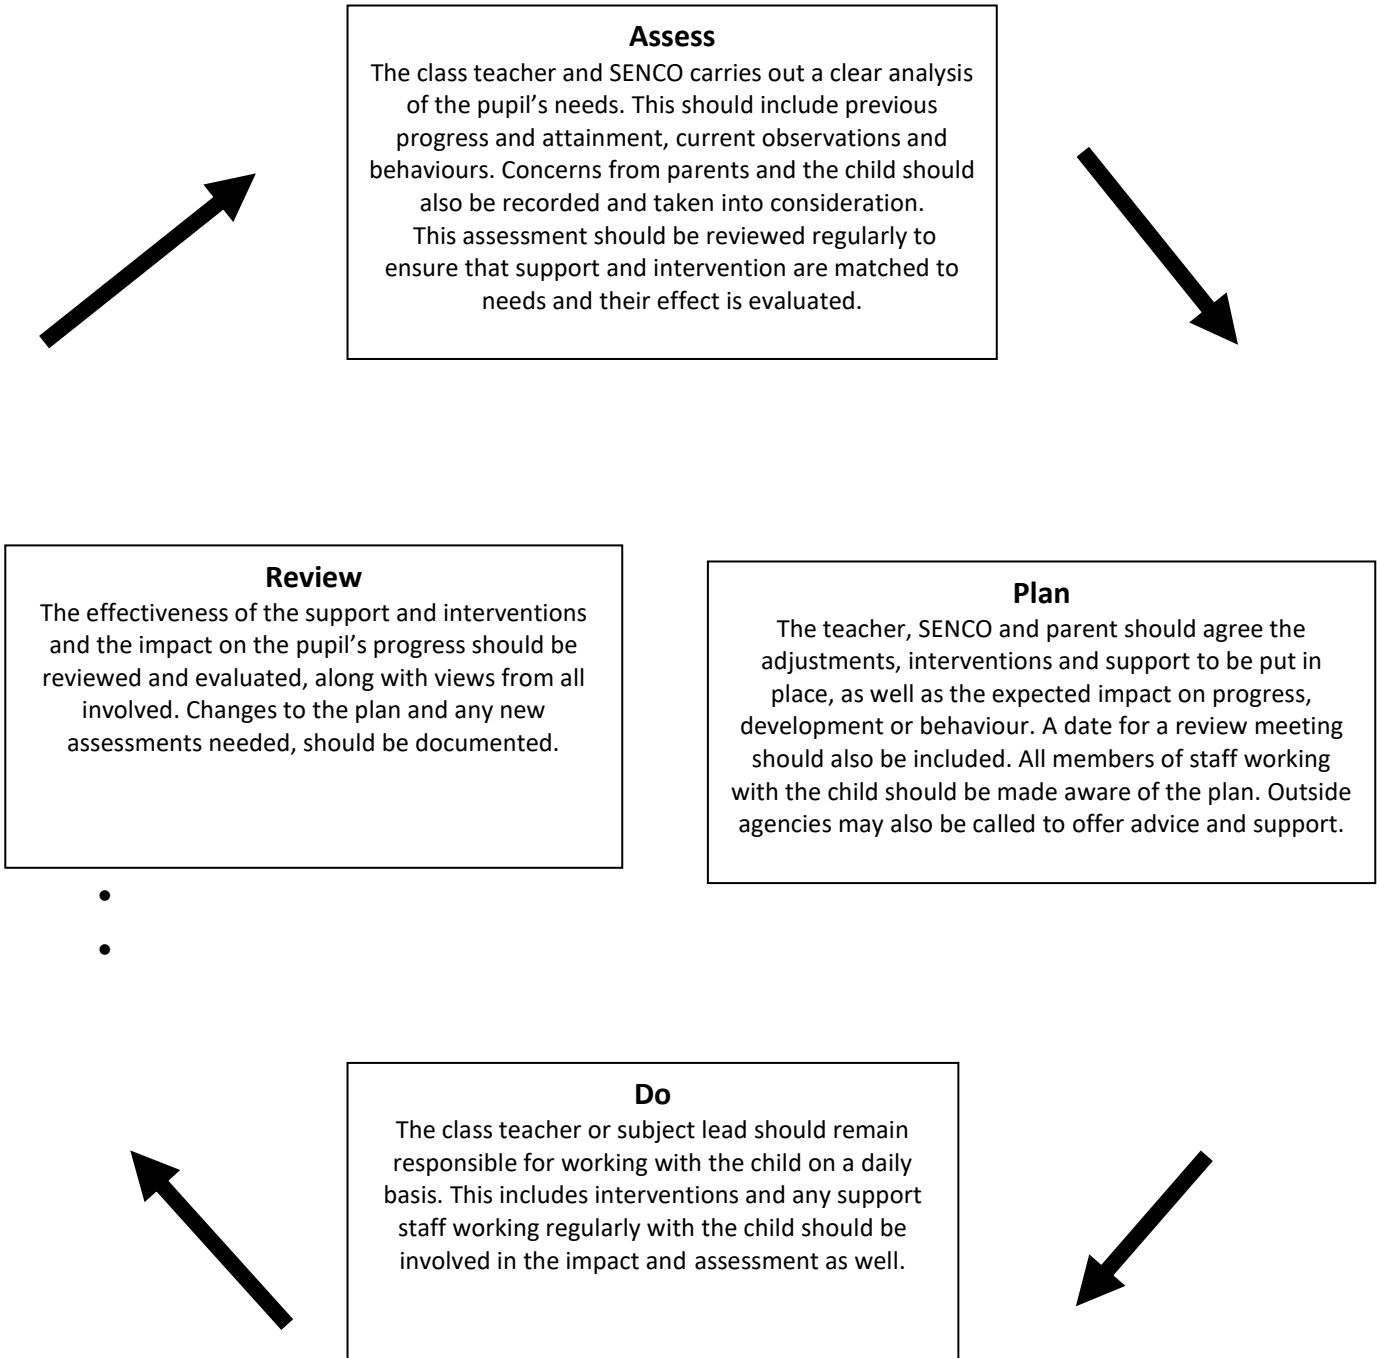 Assess
The class teacher and SENCO carries out a clear analysis
of the pupil’s needs. This should include previous
progress and attainment, current observations and
behaviours. Concerns from parents and the child should
also be recorded and taken into consideration.
This assessment should be reviewed regularly to
ensure that support and intervention are matched to
needs and their effect is evaluated.
Review
The effectiveness of the support and interventions
and the impact on the pupil’s progress should be
reviewed and evaluated, along with views from all
involved. Changes to the plan and any new
assessments needed, should be documented.
Plan
The teacher, SENCO and parent should agree the
adjustments, interventions and support to be put in
place, as well as the expected impact on progress,
development or behaviour. A date for a review meeting
should also be included. All members of staff working
with the child should be made aware of the plan. Outside
agencies may also be called to offer advice and support.
Do
The class teacher or subject lead should remain
responsible for working with the child on a daily
basis. This includes interventions and any support
staff working regularly with the child should be
involved in the impact and assessment as well.